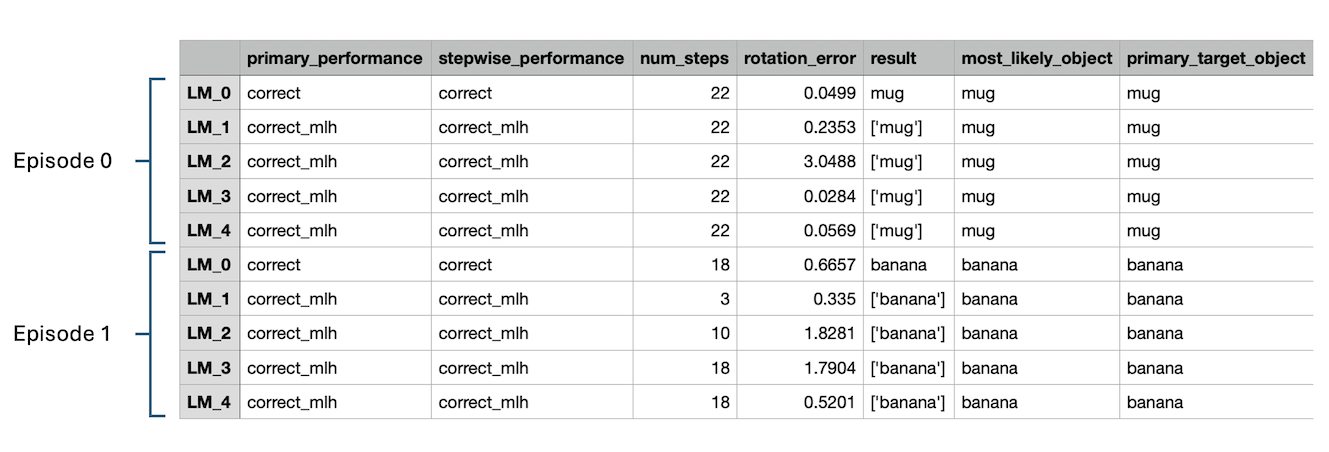 primary_performance stepwise_performance num_steps rotation_error result most_likely_object primary_target_object
LM_0 correct correct 22 0.0499 mug mug mug
LM_1 correct_mlh correct_mlh 22 0.2353 ['mug'] mug mug
Episode 0 LM_2 correct_mlh correct_mlh 22 3.0488 ['mug'] mug mug
LM_3 correct_mlh correct_mlh 22 0.0284 ['mug'] mug mug
LM_4 correct_mlh correct_mlh 22 0.0569 ['mug'] mug mug
LM_0 correct correct 18 0.6657 banana banana banana
LM_1 correct_mlh correct_mlh 3 0.335 ['banana'] banana banana
Episode 1 LM_2 correct_mlh correct_mlh 10 1.8281 ['banana'] banana banana
LM_3 correct_mlh correct_mlh 18 1.7904 ['banana'] banana banana
LM_4 correct_mlh correct_mlh 18 0.5201 ['banana'] banana banana